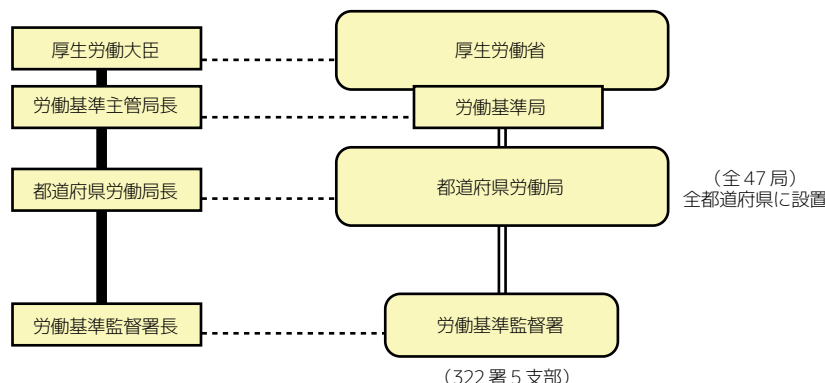 厚生労働大臣
厚生労働省
労働基準主管局長
労働基準局
都道府県労働局長
都道府県労働局
（全47局）
全都道府県に設置
労働基準監督署長
労働基準監督署
（322署5支部）